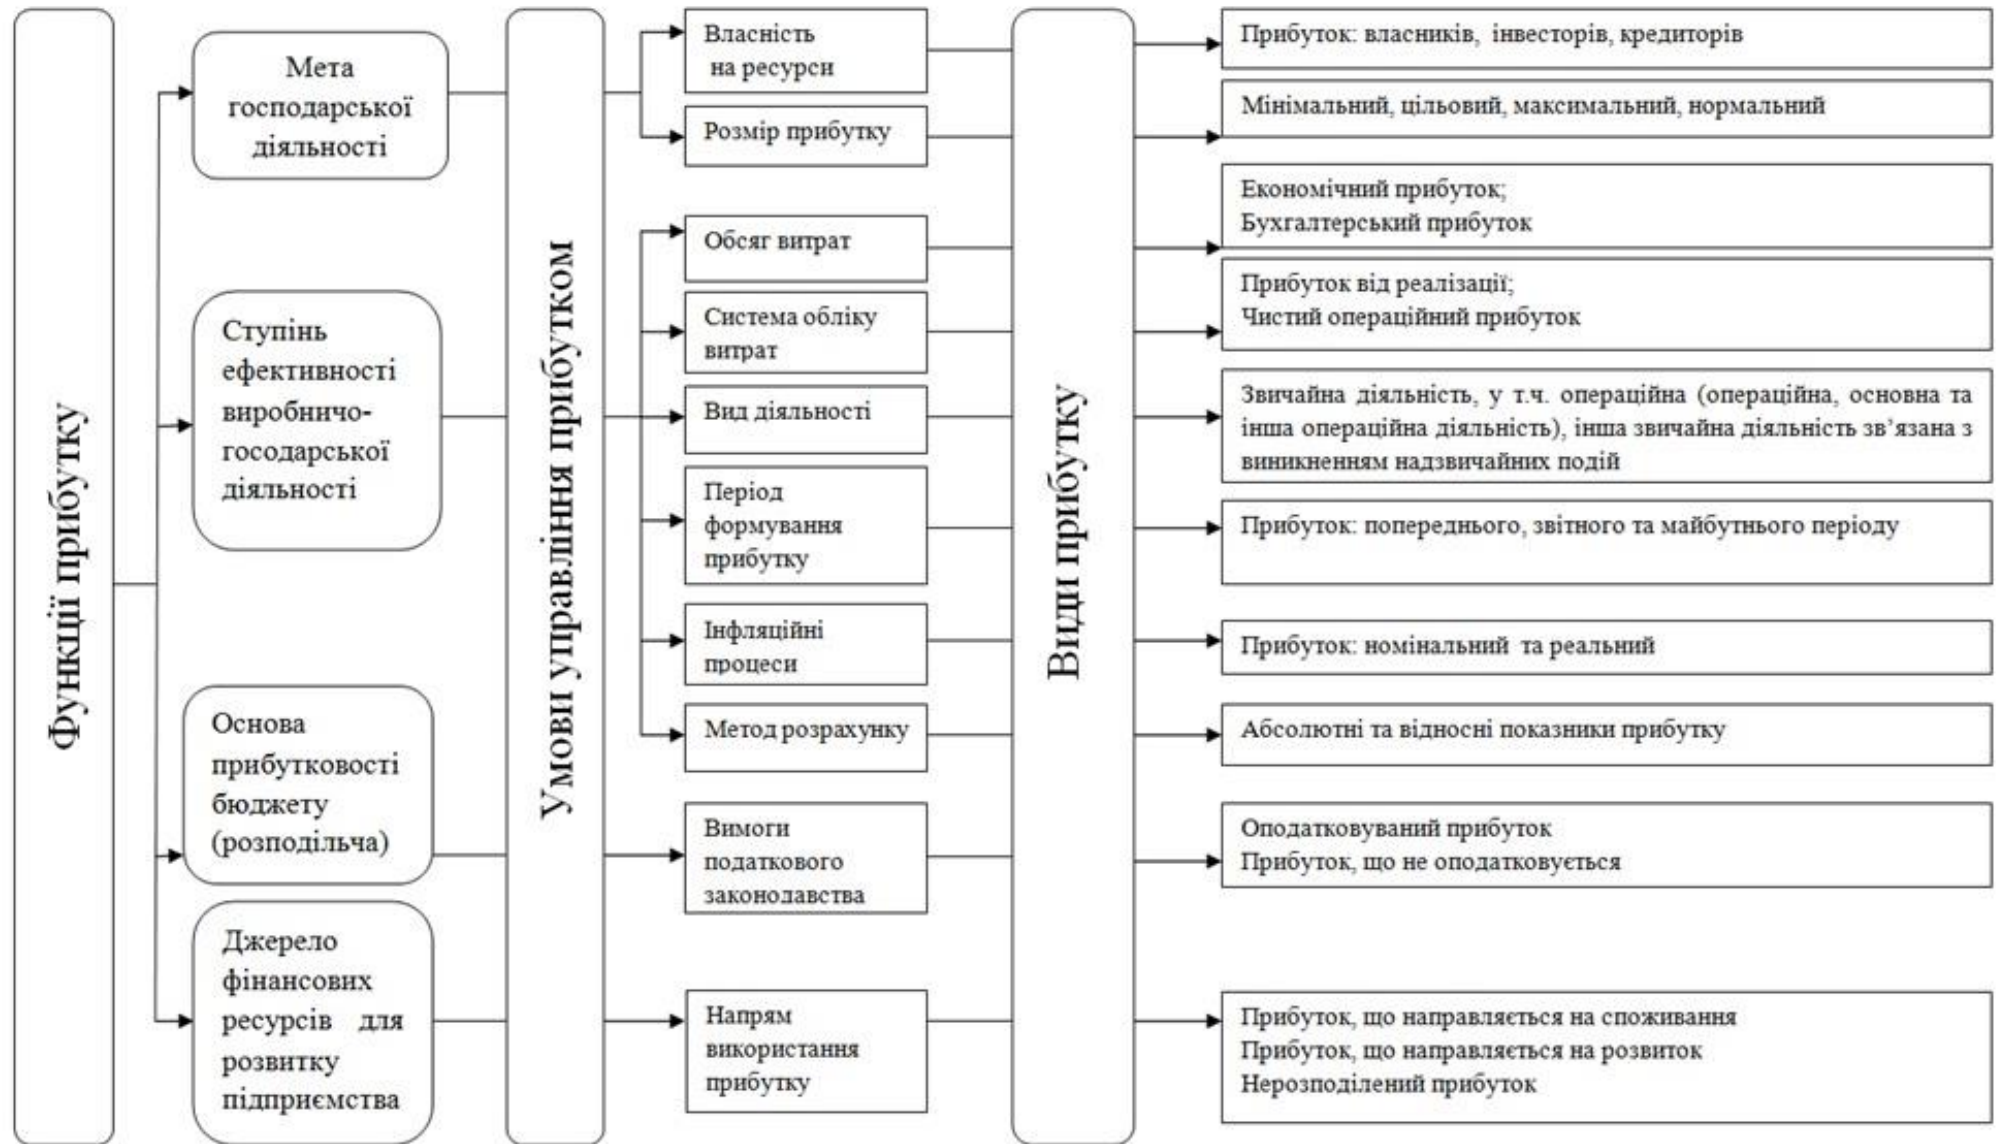 Функції прибутку
Мета
господарської
діяльності
Ступінь
ефективності
виробничо-
госодарської
діяльності
Основа
прибутковості
бюджету
(розподільча)
Джерело
фінансових
ресурсів для
розвитку
підприємства
Умови управління прибутком
Власність
на ресурси
Розмір прибутку
Обсяг витрат
Система обліку
витрат
Вид діяльності
Період
формування
прибутку
Інфляційні
процеси
Метод розрахунку
Вимоги
податкового
законодавства
Напрям
використання
прибутку
Види прибутку
Прибуток: власників, інвесторів, кредиторів
Мінімальний, цільовий, максимальний, нормальний
Економічний прибуток;
Бухгалтерський прибуток
Прибуток від реалізації;
Чистий операційний прибуток
Звичайна діяльність, у т.ч. операційна (операційна, основна та
інша операційна діяльність), інша звичайна діяльність зв’язана з
виникненням надзвичайних подій
Прибуток: попереднього, звітного та майбутнього періоду
Прибуток: номінальний та реальний
Абсолютні та відносні показники прибутку
Оподатковуваний прибуток
Прибуток, що не оподатковується
Прибуток, що направляється на споживання
Прибуток, що направляється на розвиток
Нерозподілений прибуток